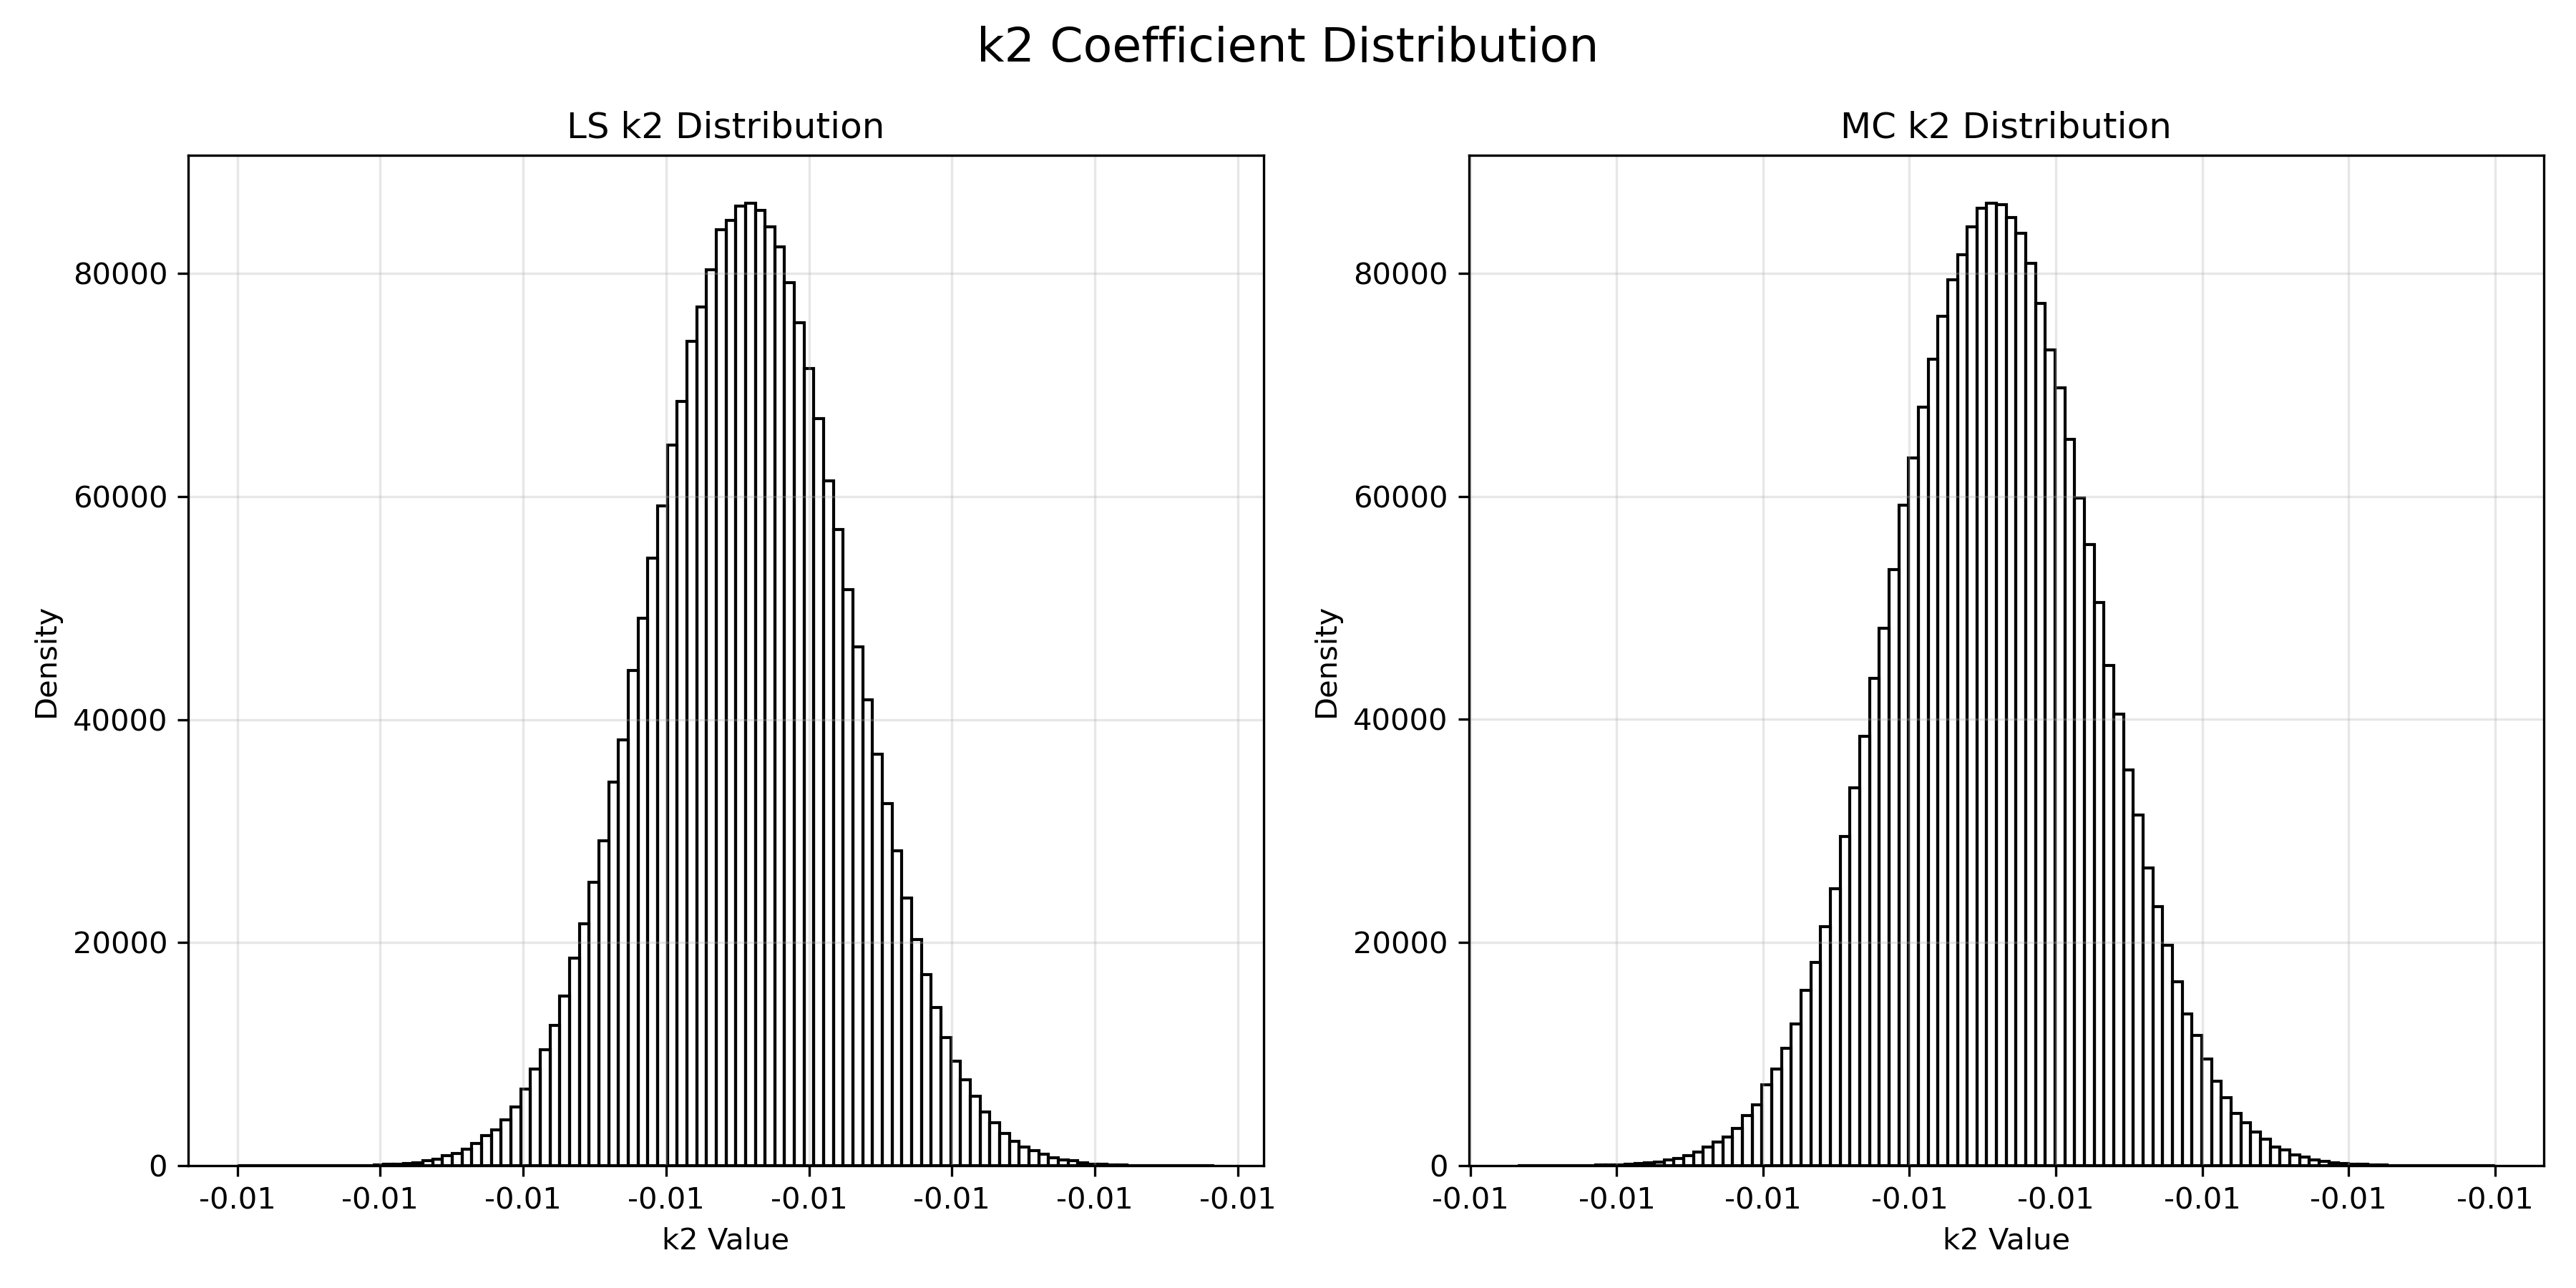 k2 Coefficient Distribution
LS k2 Distribution
Density
80000
60000
40000
20000
0
-0.01 -0.01 -0.01 -0.01 -0.01 -0.01 -0.01 -0.01
k2 Value
MC k2 Distribution
Density
80000
60000
40000
20000
0
-0.01 -0.01 -0.01 -0.01 -0.01 -0.01 -0.01 -0.01
k2 Value